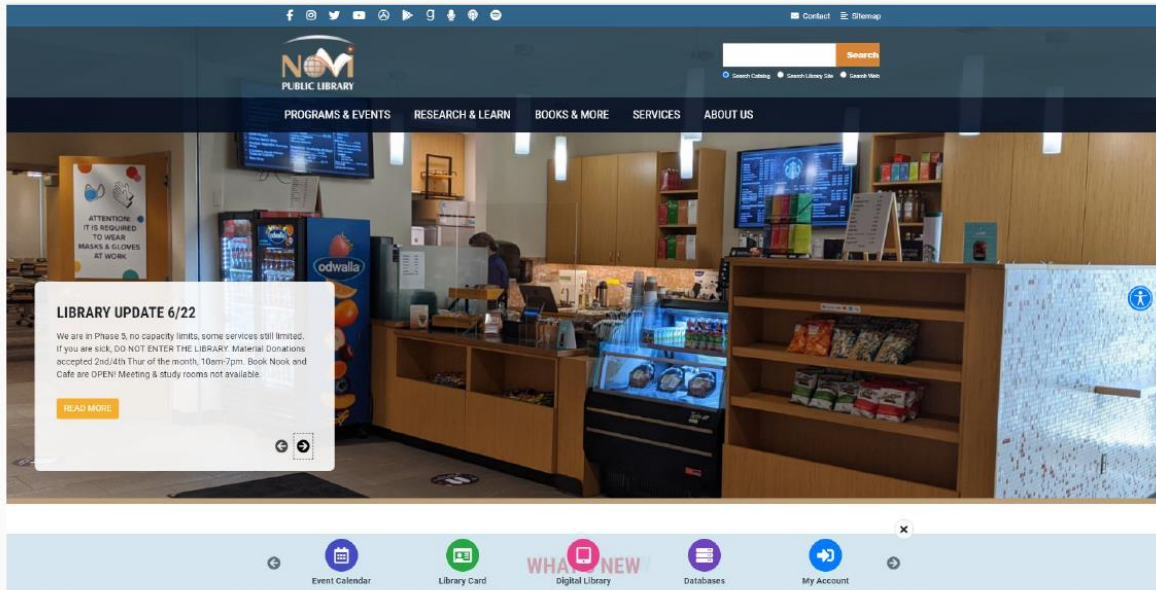 Contact Sitemap
NOVI
PUBLIC LIBRARY
Search
Search Catalog Search Library Site Search Web
PROGRAMS & EVENTS RESEARCH & LEARN BOOKS & MORE SERVICES ABOUT US
ATTENTION:
IT IS REQUIRED
TO WEAR
MASKS & GLOVES
AT WORK
odwalla
LIBRARY UPDATE 6/22
We are in Phase 5, no capacity limits, some services still limited.
If you are sick, DO NOT ENTER THE LIBRARY. Material Donations
accepted 2nd/4th Thur of the month, 10am-7pm. Book Nook and
Cafe are OPEN! Meeting & study rooms not available.
READ MORE
WHAT'S NEW
Event Calendar Library Card Digital Library Databases My Account